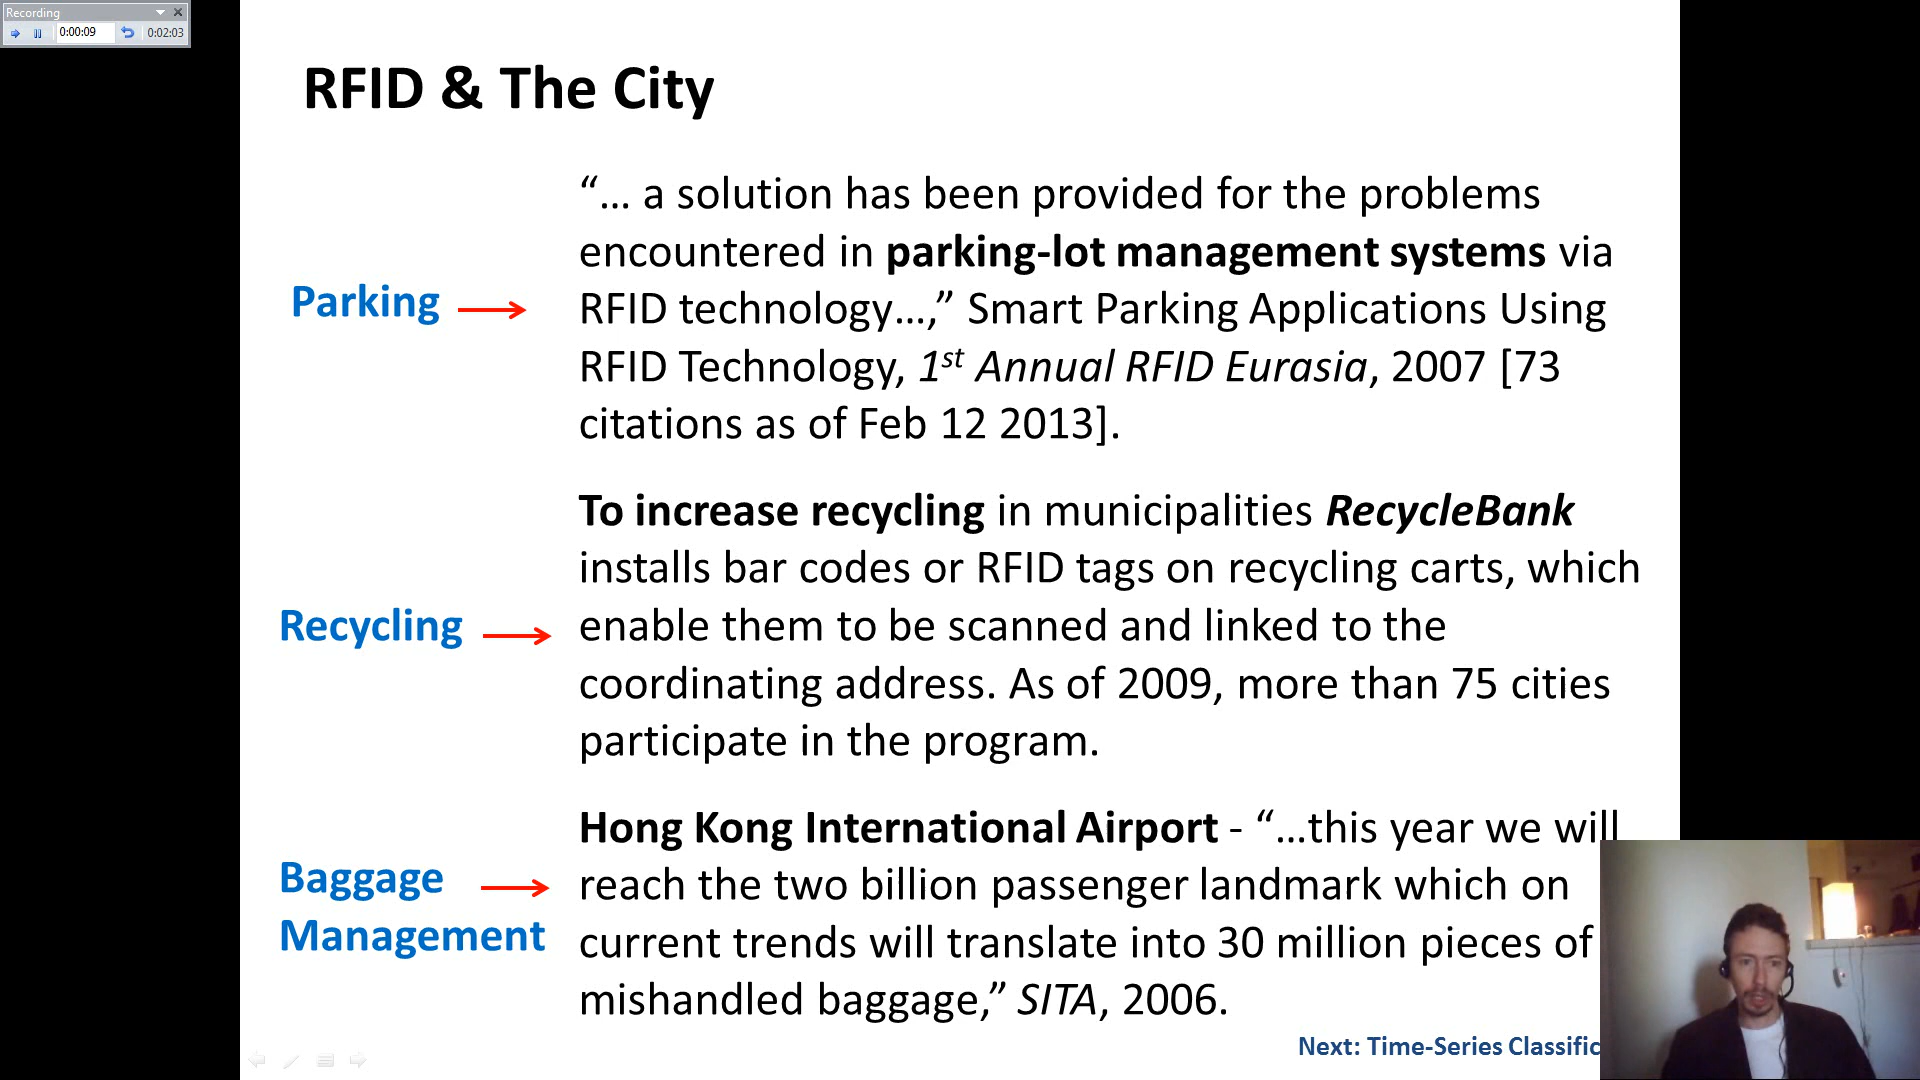 Recording
0:00:09
0:02:03
RFID & The City
“… a solution has been provided for the problems
encountered in parking-lot management systems via
Parking
RFID technology…,” Smart Parking Applications Using
RFID Technology, 1st Annual RFID Eurasia, 2007 [73
citations as of Feb 12 2013].
To increase recycling in municipalities RecycleBank
installs bar codes or RFID tags on recycling carts, which
Recycling
enable them to be scanned and linked to the
coordinating address. As of 2009, more than 75 cities
participate in the program.
Hong Kong International Airport - “…this year we will
Baggage
Management
reach the two billion passenger landmark which on
current trends will translate into 30 million pieces of
mishandled baggage,” SITA, 2006.
Next: Time-Series Classific